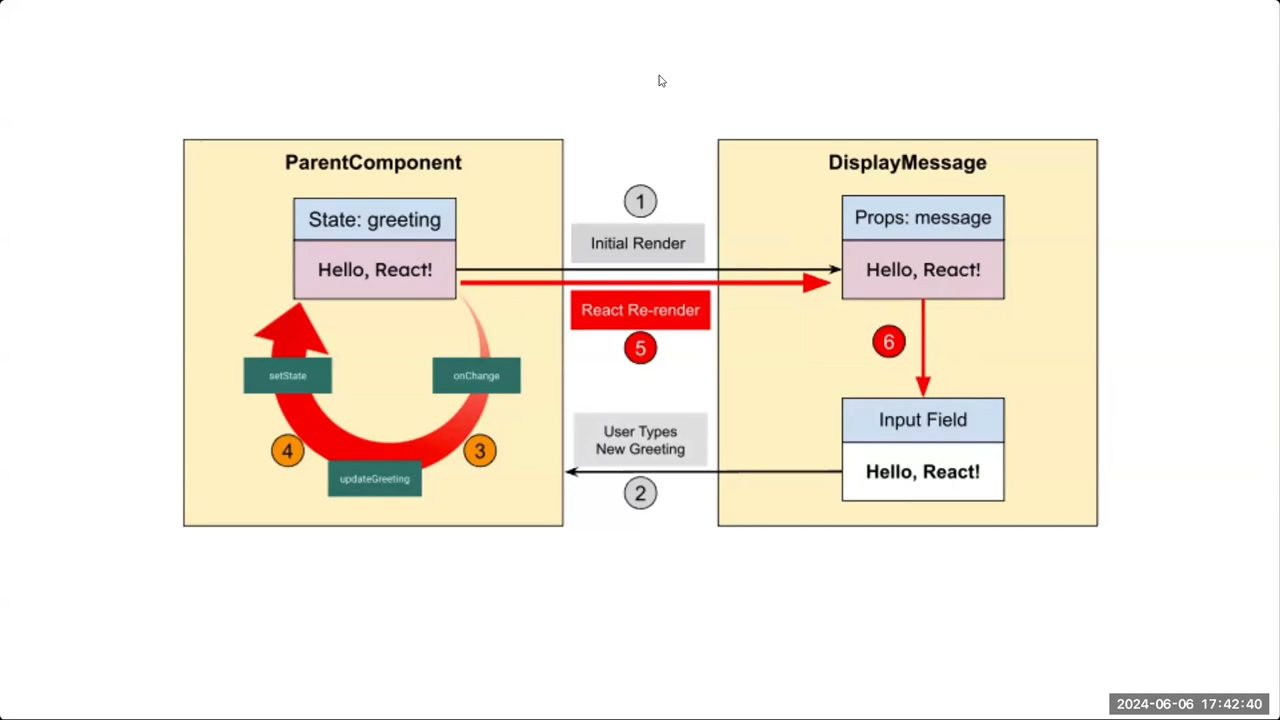 ParentComponent
State: greeting
Hello, React!
setState
onChange
4
3
updateGreeting
1
Initial Render
React Re-render
5
User Types
New Greeting
2
DisplayMessage
Props: message
Hello, React!
6
Input Field
Hello, React!
2024-06-06 17:42:40